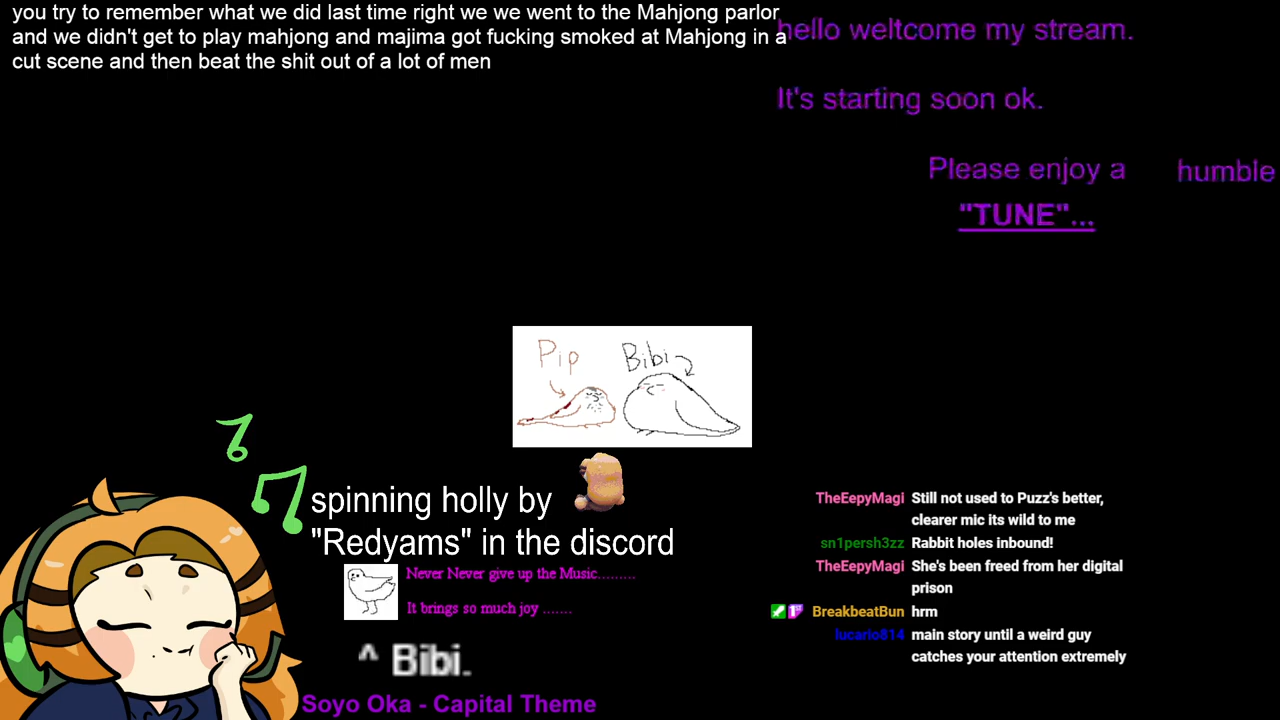 you try to remember what we did last time right we we went to the Mahjong parlor
and we didn't get to play mahjong and majima got fucking smoked at Mahjong in a
cut scene and then beat the shit out of a lot of men
hello weltcome my stream.
It's starting soon ok.
Please enjoy a humble
"TUNE"...
Pip Bibi
spinning holly by
"Redyams" in the discord
Never Never give up the Music.........
It brings so much joy .......
^ Bibi.
Soyo Oka - Capital Theme
TheEepyMagi Still not used to Puzz's better,
clearer mic its wild to me
sn1persh3zz Rabbit holes inbound!
TheEepyMagi She's been freed from her digital
prison
BreakbeatBun hrm
lucario814 main story until a weird guy
catches your attention extremely